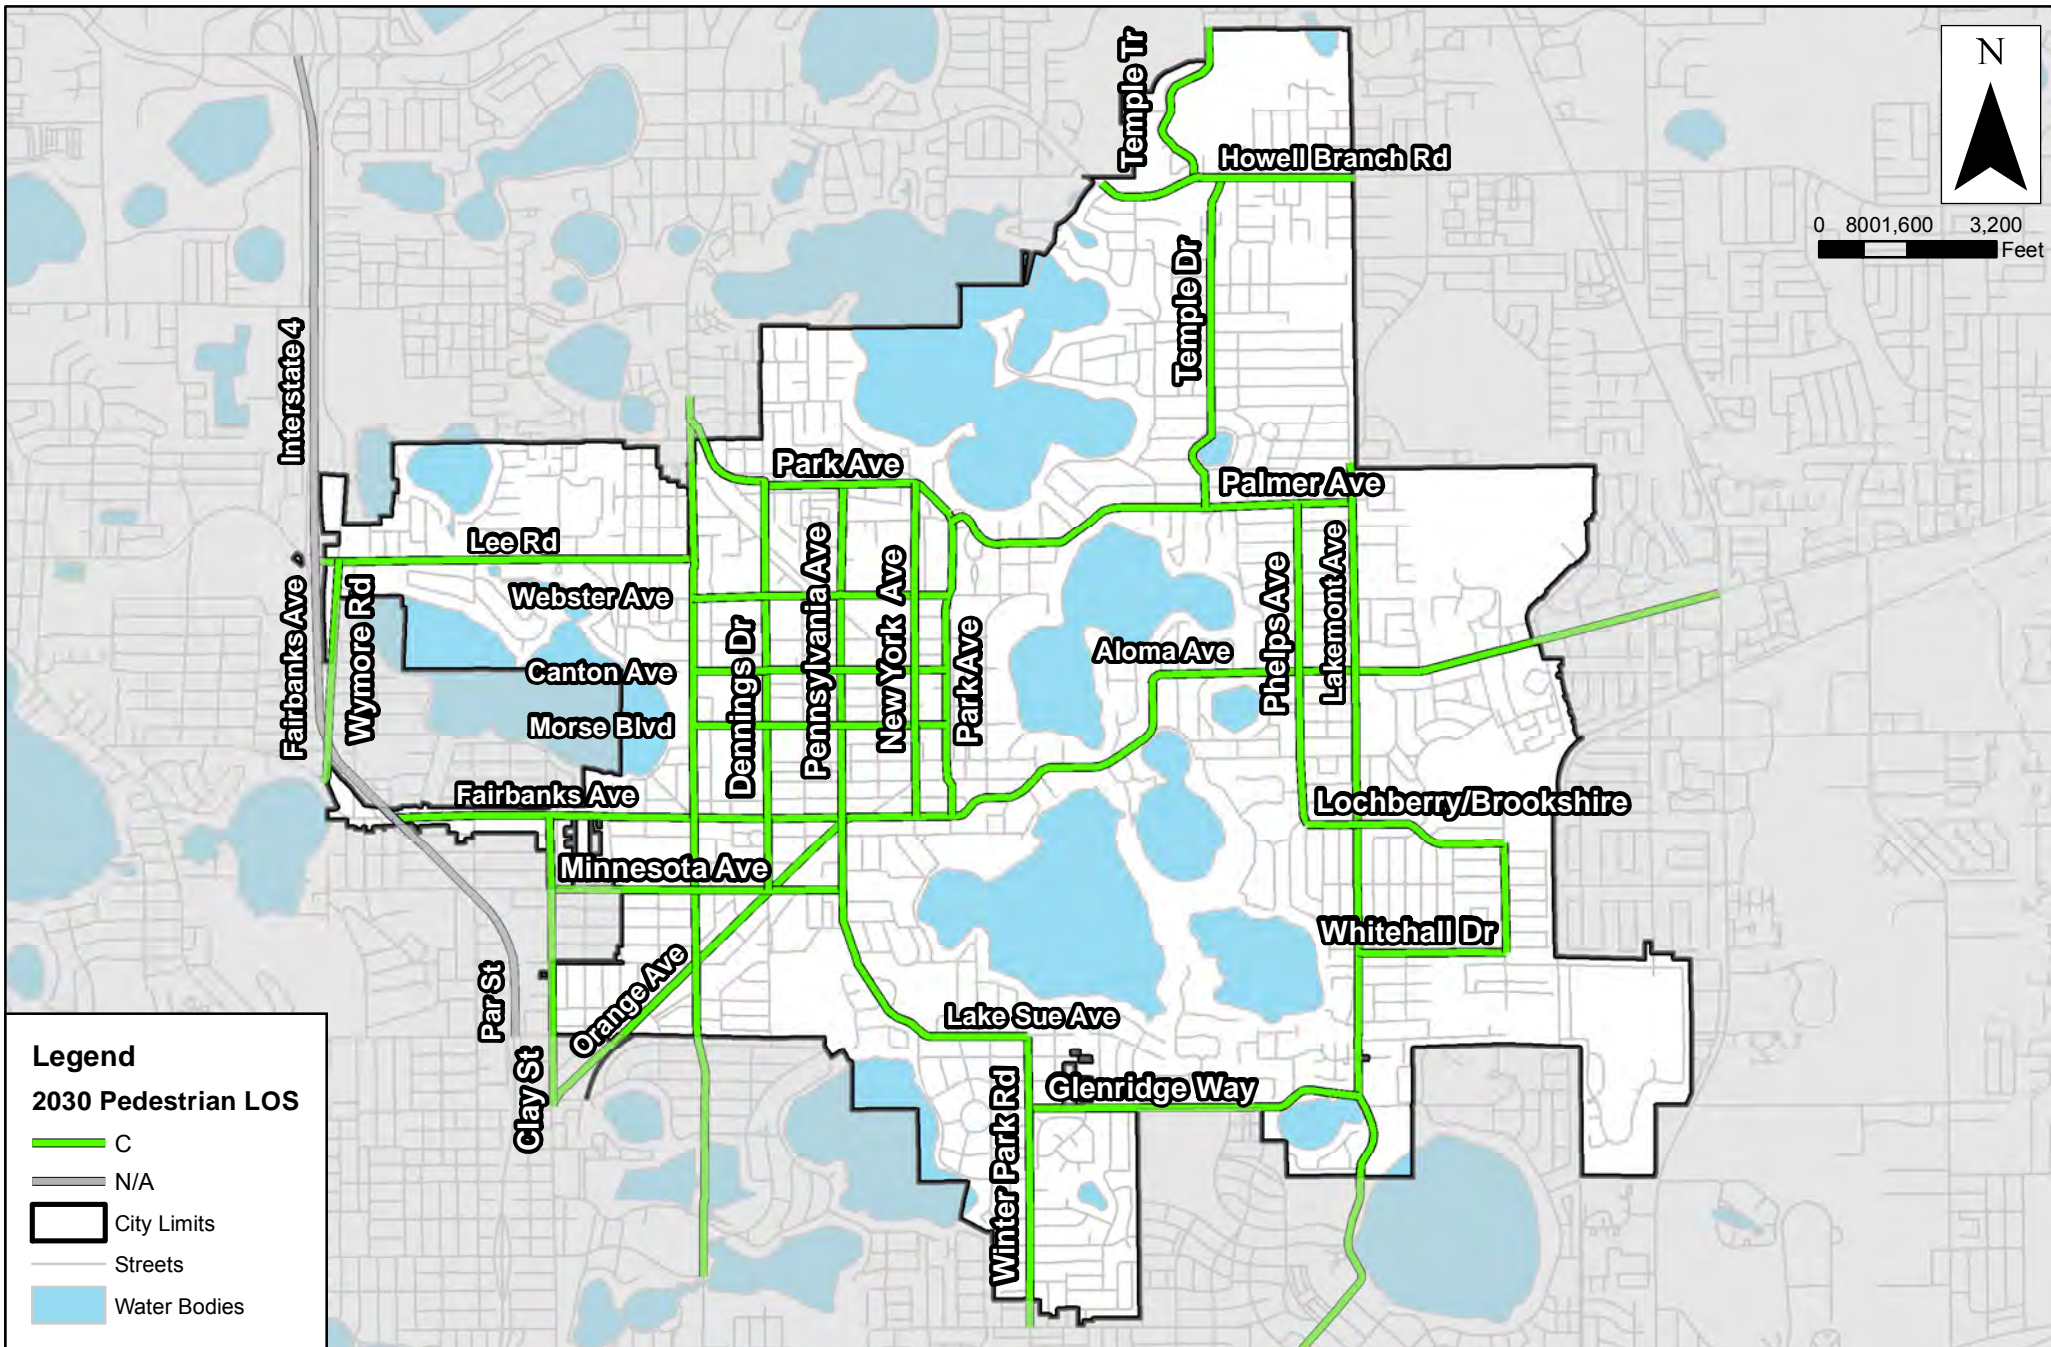 Temple Tr
N
Howell Branch Rd
0 8001,600 3,200
Feet
Temple Dr
Interstate 4
Park Ave
Palmer Ave
Lee Rd
Webster Ave
Fairbanks Ave
Wymore Rd
Pennsylvania Ave
New York Ave
Phelps Ave
Lakemont Ave
Canton Ave
Dennings Dr
Park Ave
Aloma Ave
Morse Blvd
Fairbanks Ave
Lochberry/Brookshire
Minnesota Ave
Whitehall Dr
Orange Ave
Par St
Lake Sue Ave
Clay St
Glenridge Way
Winter Park Rd
Legend
2030 Pedestrian LOS
C
N/A
City Limits
Streets
Water Bodies